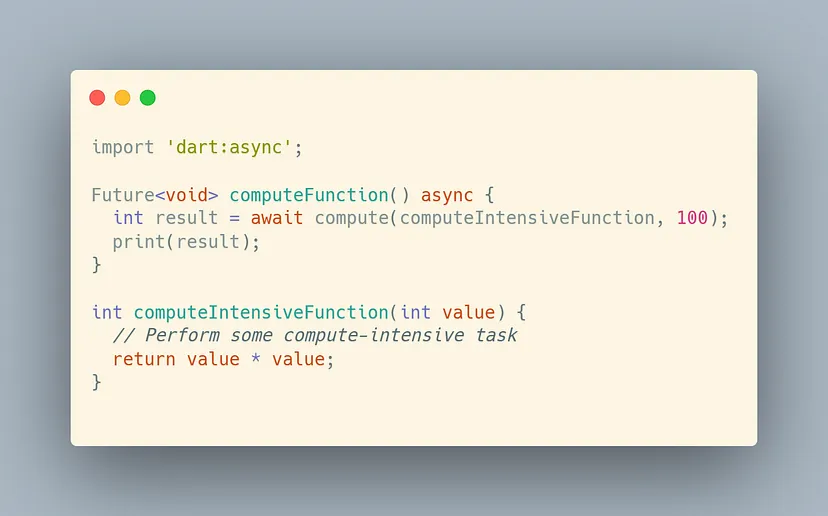 import 'dart:async';

Future<void> computeFunction() async {
  int result = await compute(computeIntensiveFunction, 100);
  print(result);
}

int computeIntensiveFunction(int value) {
  // Perform some compute-intensive task
  return value * value;
}